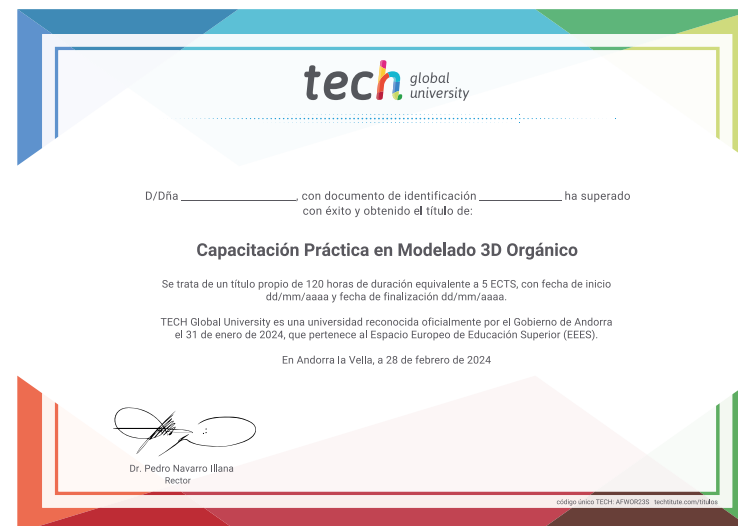 tech global university
D/Dña ____________, con documento de identificación ____________ ha superado
con éxito y obtenido el título de:
Capacitación Práctica en Modelado 3D Orgánico
Se trata de un título propio de 120 horas de duración equivalente a 5 ECTS, con fecha de inicio
dd/mm/aaaa y fecha de finalización dd/mm/aaaa.
TECH Global University es una universidad reconocida oficialmente por el Gobierno de Andorra
el 31 de enero de 2024, que pertenece al Espacio Europeo de Educación Superior (EEES).
En Andorra la Vella, a 28 de febrero de 2024
Dr. Pedro Navarro Illana
Rector
código único TECH: AFWOR23S techtitute.com/titulos